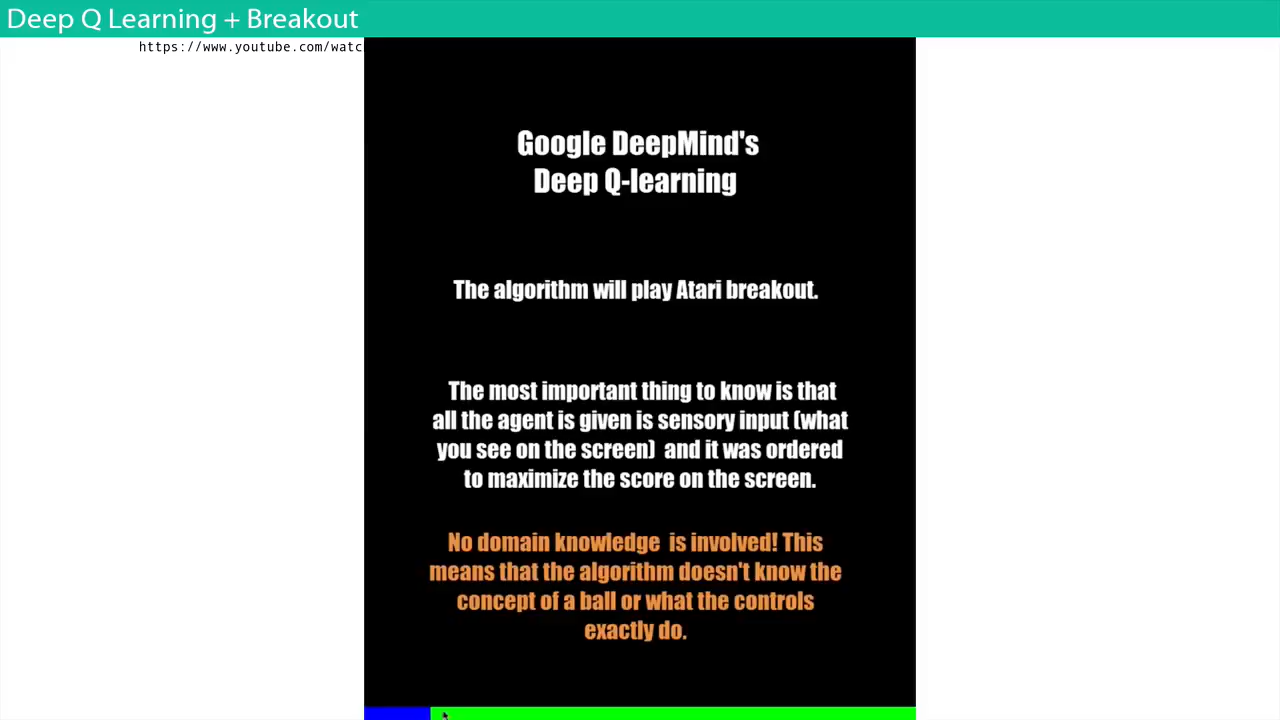 Deep Q Learning + Breakout
https://www.youtube.com/watc
Google DeepMind's
Deep Q-learning
The algorithm will play Atari breakout.
The most important thing to know is that
all the agent is given is sensory input (what
you see on the screen) and it was ordered
to maximize the score on the screen.
No domain knowledge is involved! This
means that the algorithm doesn't know the
concept of a ball or what the controls
exactly do.